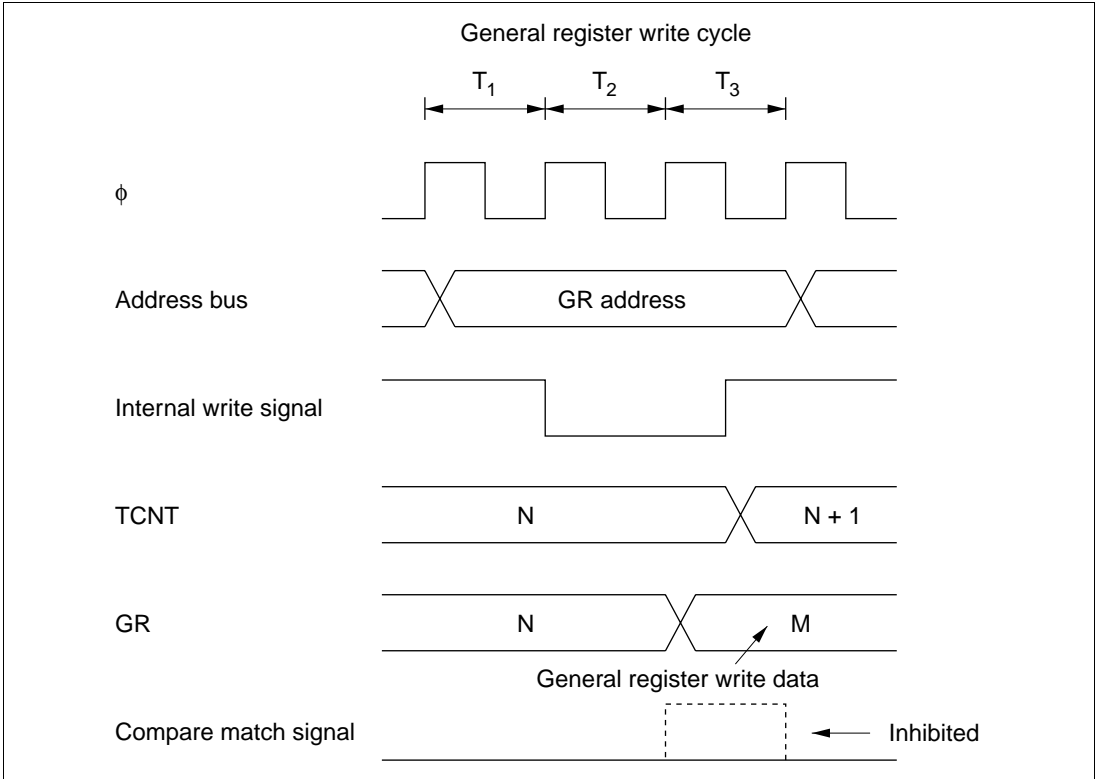 General register write cycle
T1 T2 T3
φ
Address bus GR address
Internal write signal
TCNT N N + 1
GR N M
General register write data
Compare match signal Inhibited